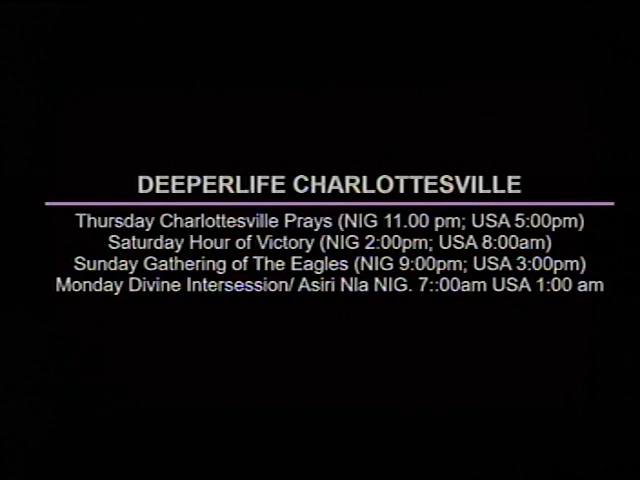 DEEPERLIFE CHARLOTTESVILLE
Thursday Charlottesville Prays (NIG 11.00 pm; USA 5:00pm)
Saturday Hour of Victory (NIG 2:00pm; USA 8:00am)
Sunday Gathering of The Eagles (NIG 9:00pm; USA 3:00pm)
Monday Divine Intersession/ Asiri Nla NIG. 7::00am USA 1:00 am